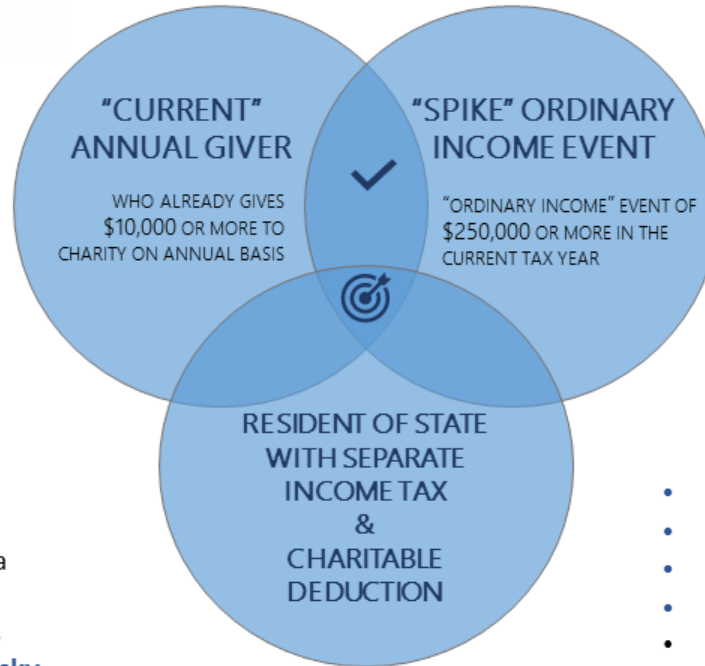 “CURRENT”
ANNUAL GIVER
WHO ALREADY GIVES
$10,000 OR MORE TO
CHARITY ON ANNUAL BASIS
“SPIKE” ORDINARY
INCOME EVENT
“ORDINARY INCOME” EVENT OF
$250,000 OR MORE IN THE
CURRENT TAX YEAR
RESIDENT OF STATE
WITH SEPARATE
INCOME TAX
&
CHARITABLE
DEDUCTION
a